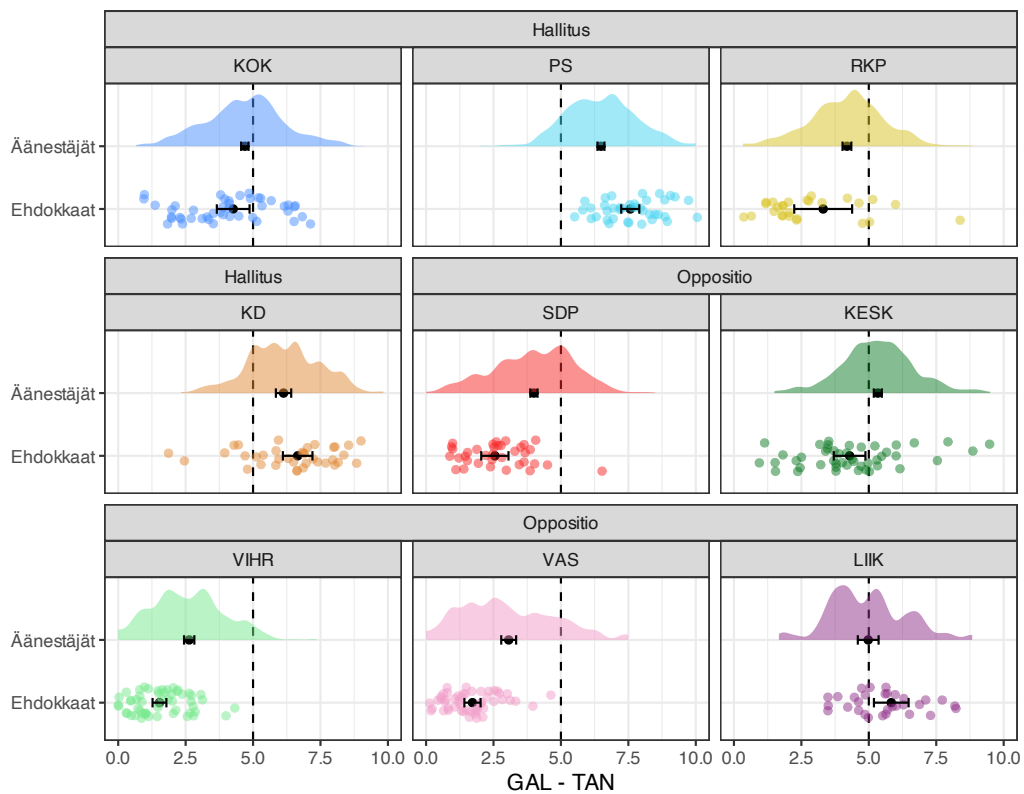 Hallitus
KOK PS RKP
Äänestäjät
Ehdokkaat
Hallitus Oppositio
KD SDP KESK
Äänestäjät
Ehdokkaat
Oppositio
VIHR VAS LIIK
Äänestäjät
Ehdokkaat
0.0 2.5 5.0 7.5 10.0 0.0 2.5 5.0 7.5 10.0 0.0 2.5 5.0 7.5 10.0
GAL - TAN